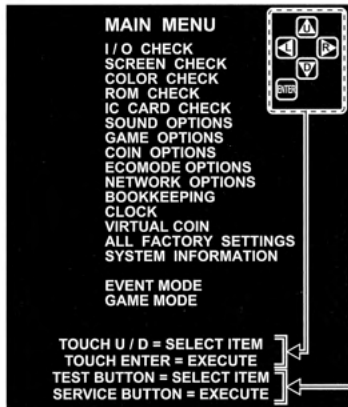 MAIN MENU
I / O CHECK
SCREEN CHECK
COLOR CHECK
ROM CHECK
IC CARD CHECK
SOUND OPTIONS
GAME OPTIONS
COIN OPTIONS
ECOMODE OPTIONS
NETWORK OPTIONS
BOOKKEEPING
CLOCK
VIRTUAL COIN
ALL FACTORY SETTINGS
SYSTEM INFORMATION
EVENT MODE
GAME MODE
U
L R
D
ENTER
TOUCH U / D = SELECT ITEM
TOUCH ENTER = EXECUTE
TEST BUTTON = SELECT ITEM
SERVICE BUTTON = EXECUTE